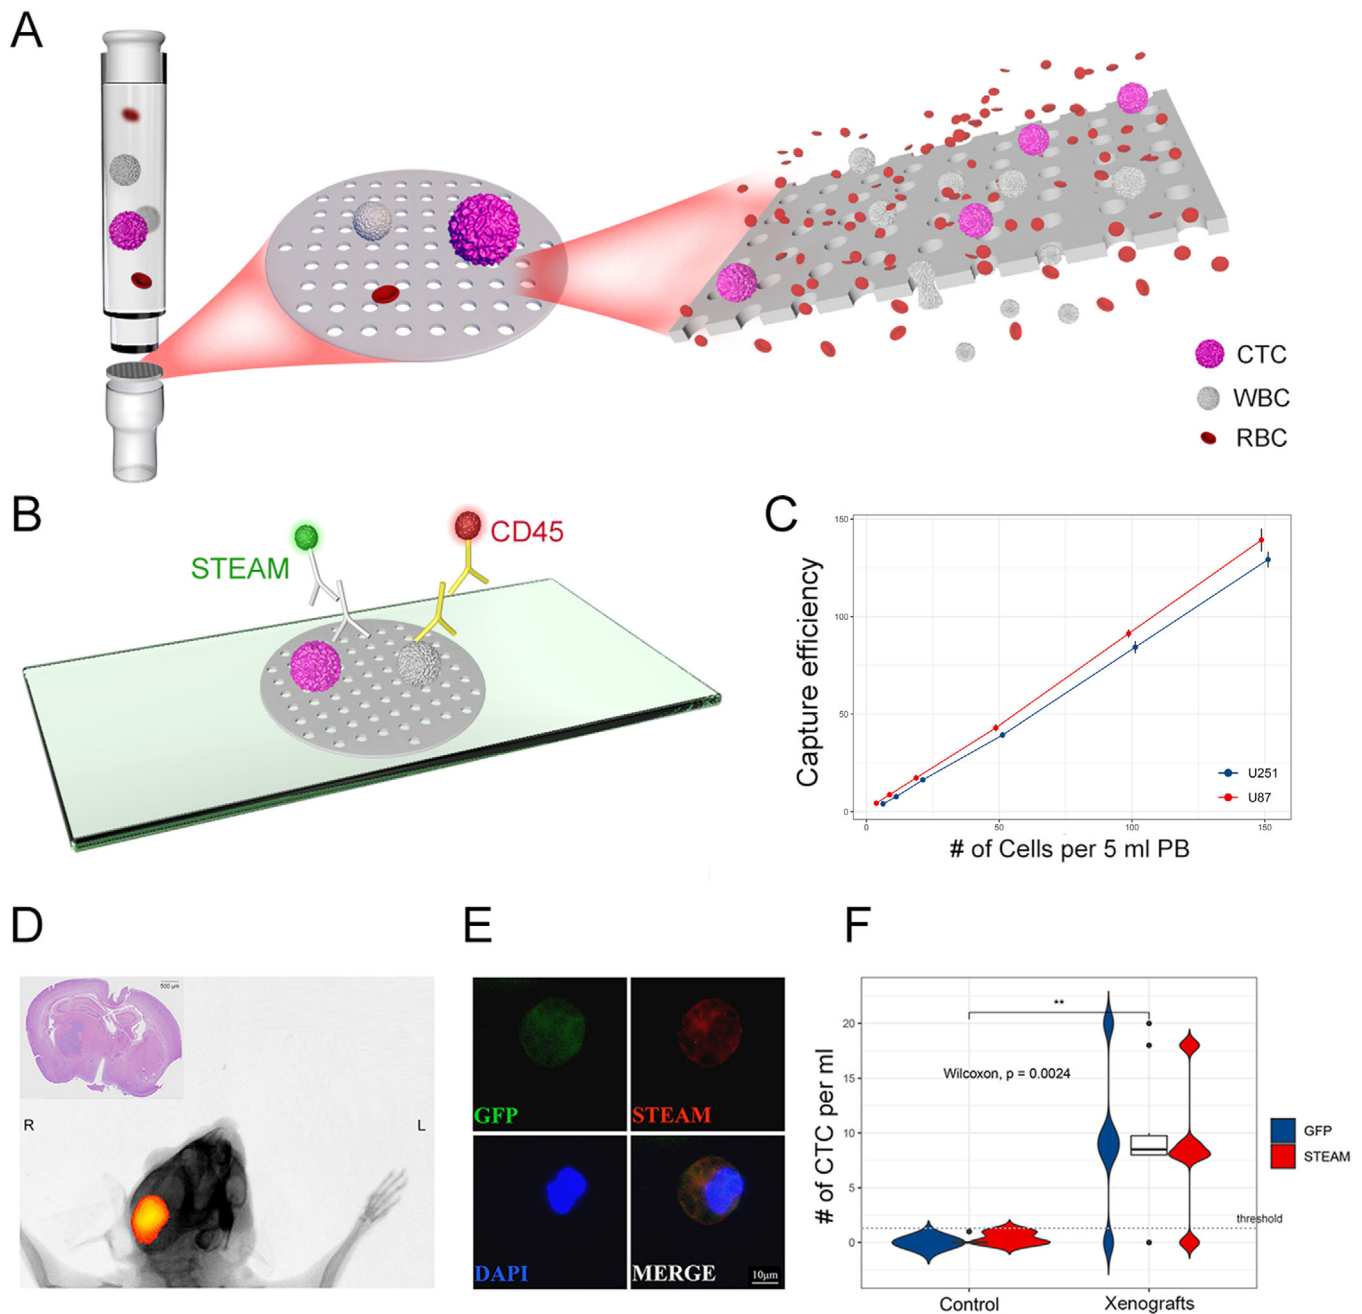 A
CTC
WBC
RBC
B
STEAM
CD45
C
Capture efficiency
150
100
50
0
U251
U87
0
50
100
150
# of Cells per 5 ml PB
D
500 µm
R
L
E
GFP
STEAM
DAPI
MERGE
10µm
F
# of CTC per ml
20
15
10
5
0
**
Wilcoxon, p = 0.0024
threshold
Control
Xenografts
GFP
STEAM